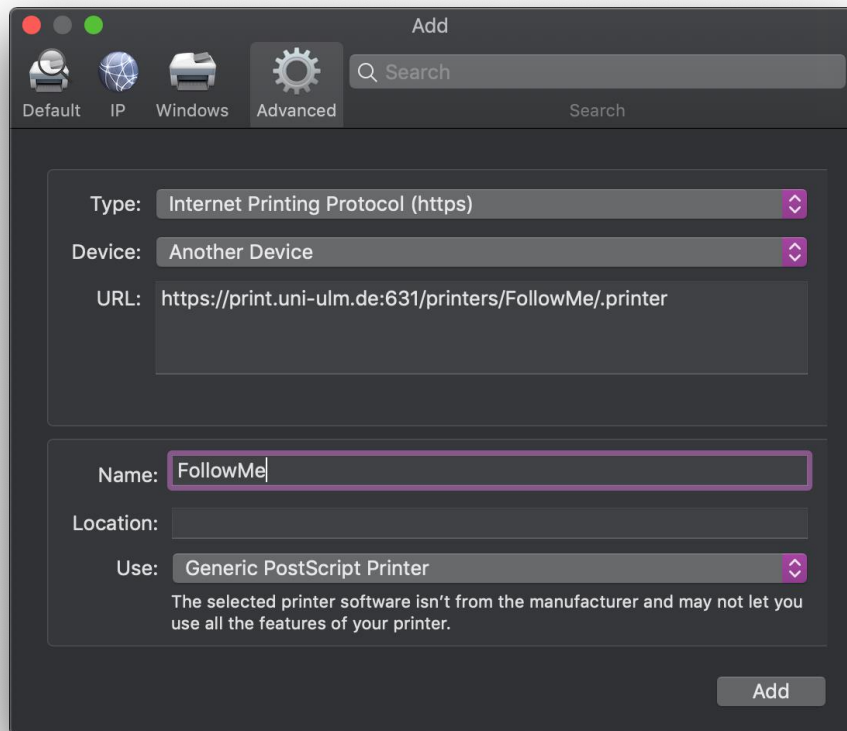 Add
Search
Default IP Windows Advanced Search
Type: Internet Printing Protocol (https)
Device: Another Device
URL: https://print.uni-ulm.de:631/printers/FollowMe/.printer
Name: FollowMe
Location:
Use: Generic PostScript Printer
The selected printer software isn't from the manufacturer and may not let you
use all the features of your printer.
Add